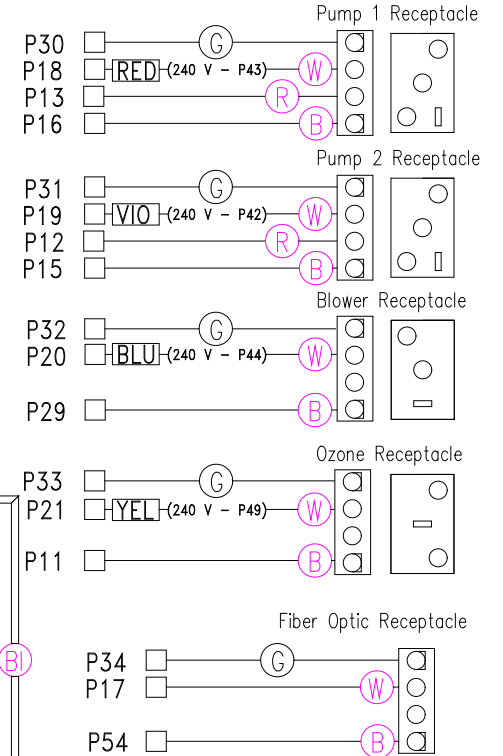 Pump 1 Receptacle
P30 G
P18 RED (240 V - P43) W
P13 R
P16 B
Pump 2 Receptacle
P31 G
P19 VIO (240 V - P42) W
P12 R
P15 B
Blower Receptacle
P32 G
P20 BLU (240 V - P44) W
P29 B
Ozone Receptacle
P33 G
P21 YEL (240 V - P49) W
P11 B
Fiber Optic Receptacle
BI
P34 G
P17 W
P54 B